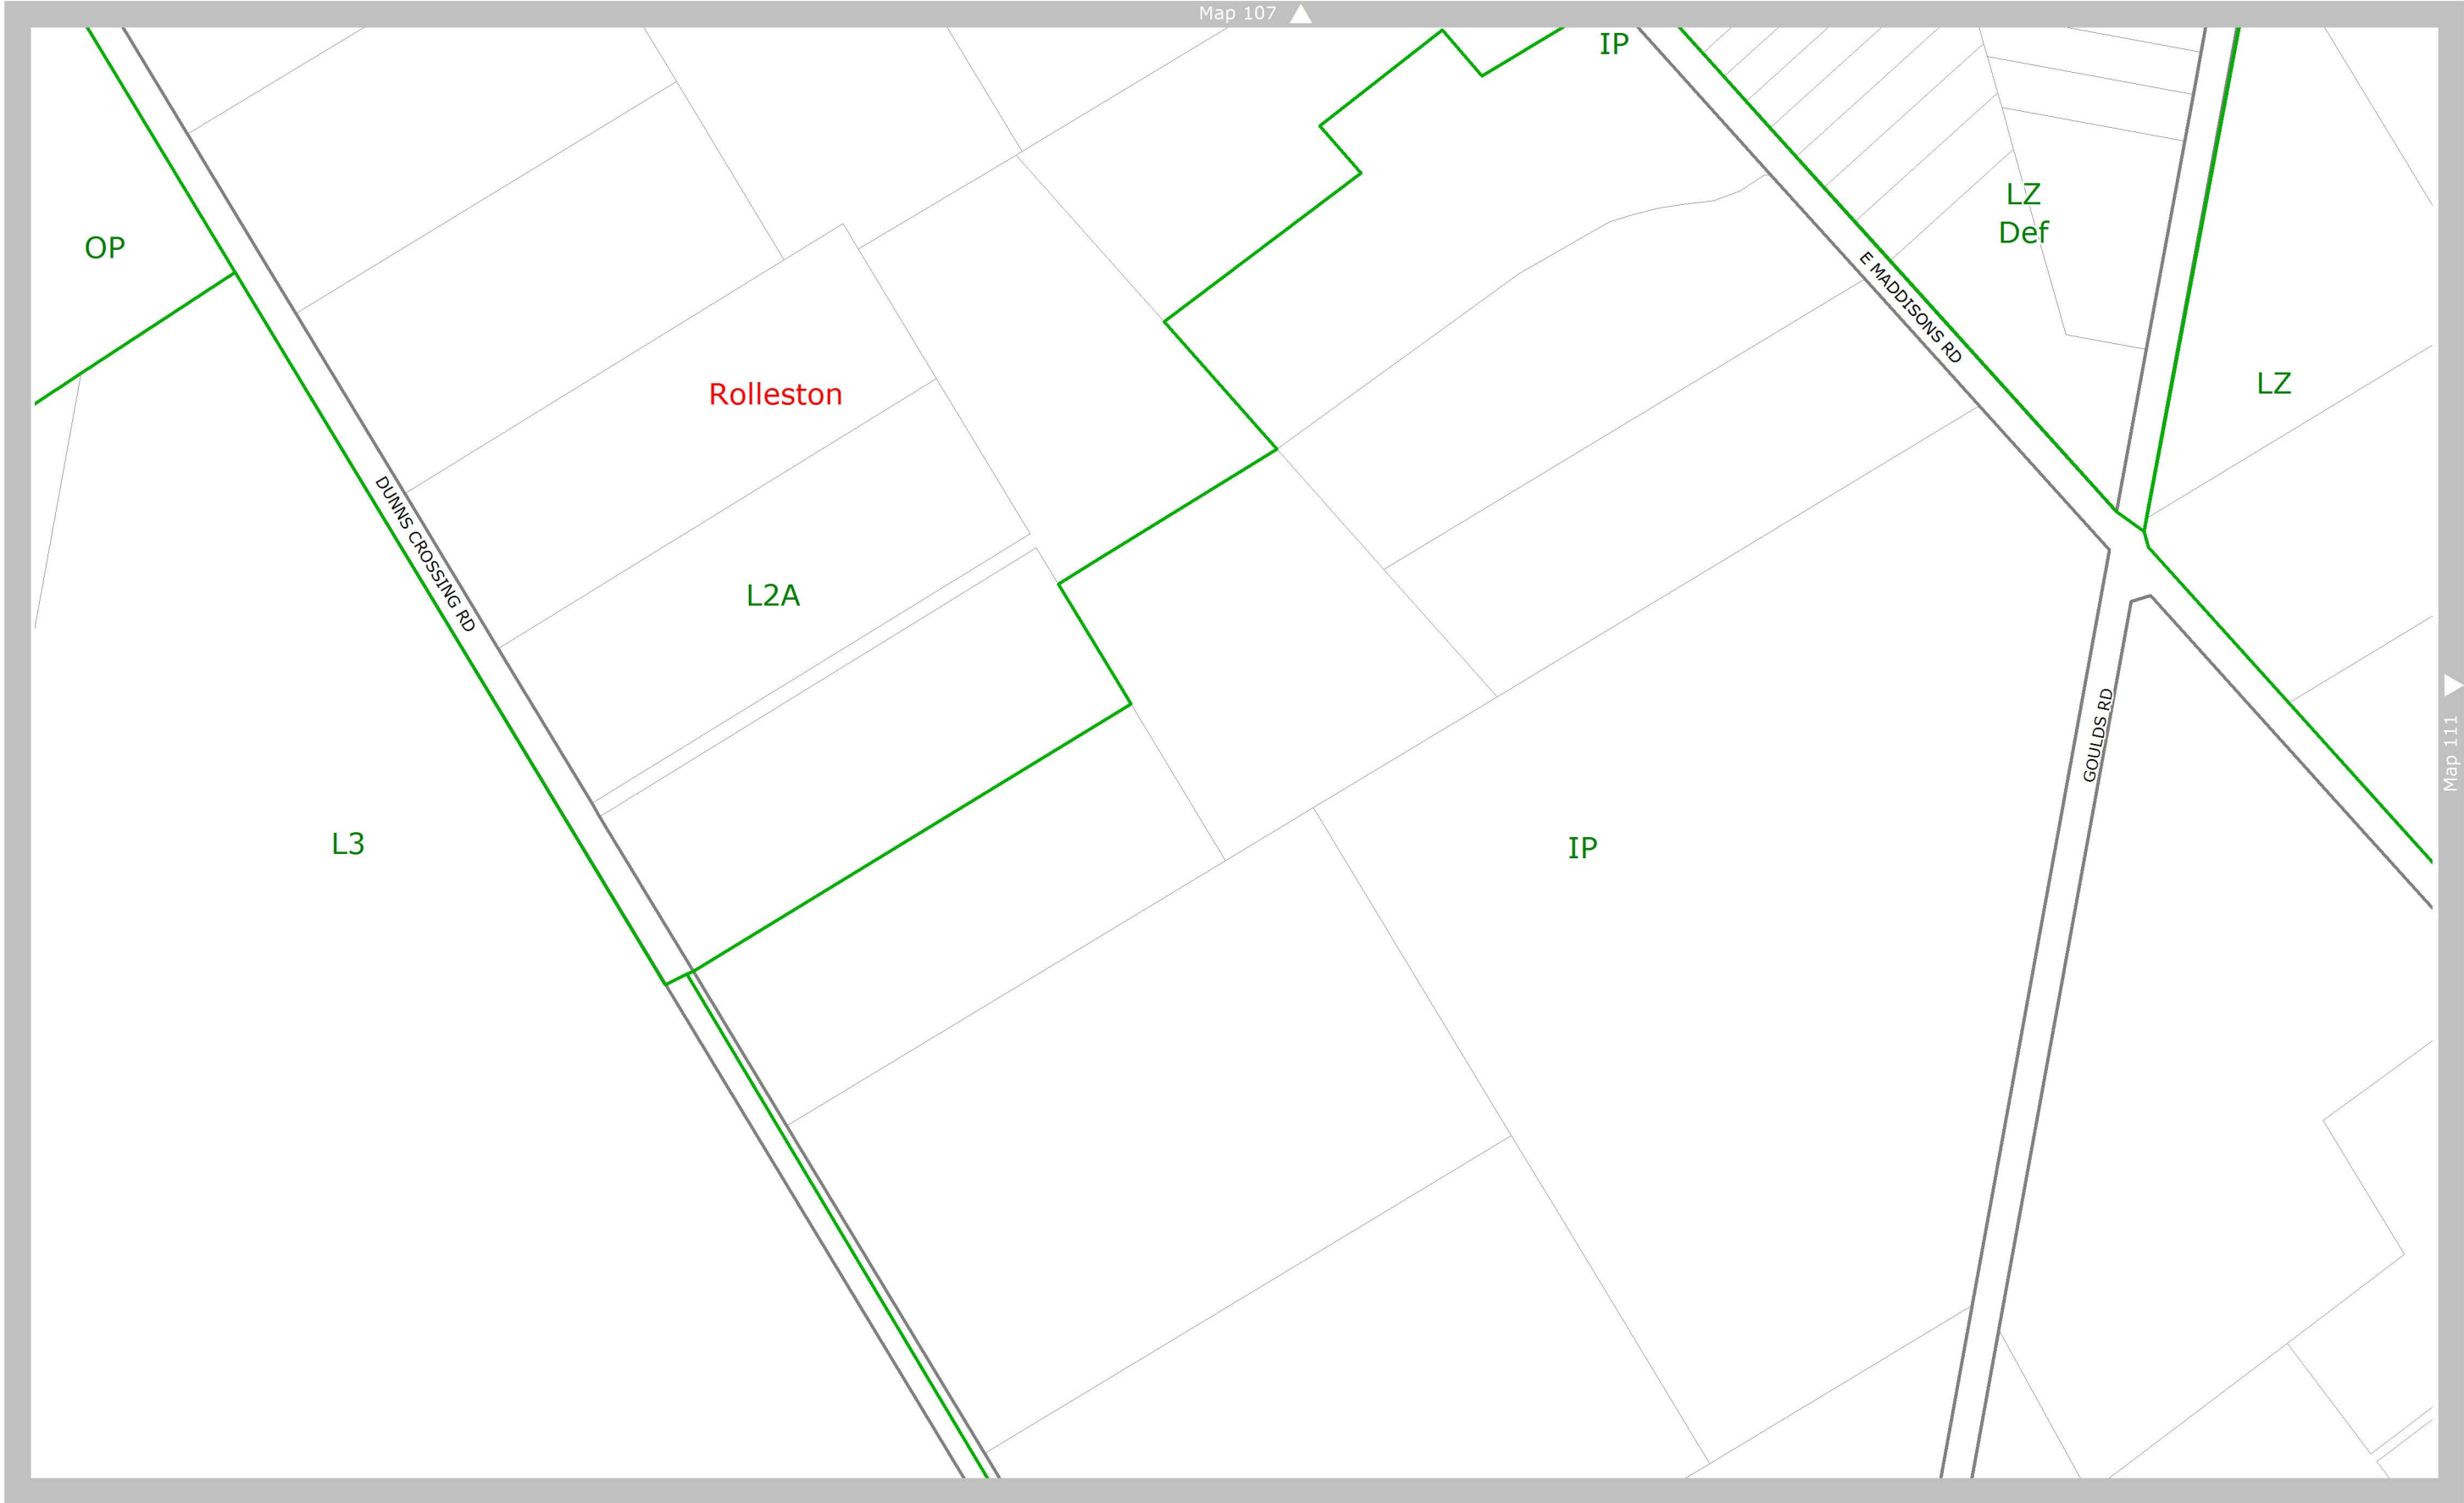 Map 107
IP
OP
LZ
Def
E MADDISONS RD
LZ
Rolleston
DUNNS CROSSING RD
L2A
GOULDS RD
Map 111
L3
IP